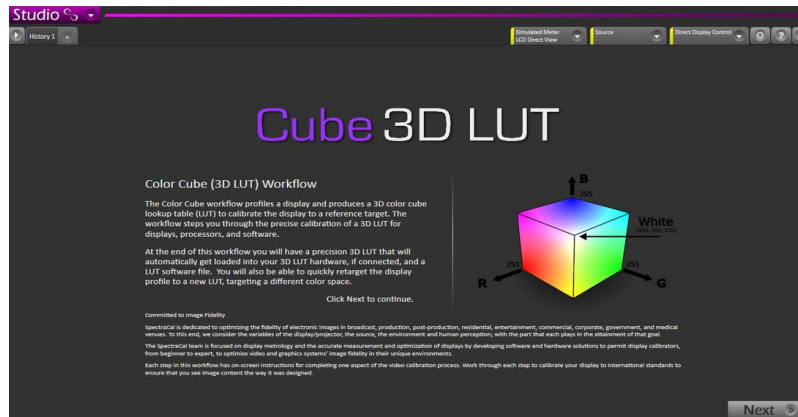 Studio
History 1
Simulated Meter
LCD Direct View
Source
Direct Display Control
?
Cube 3D LUT
Color Cube (3D LUT) Workflow
The Color Cube workflow profiles a display and produces a 3D color cube
lookup table (LUT) to calibrate the display to a reference target. The
workflow steps you through the precise calibration of a 3D LUT for
displays, processors, and software.
At the end of this workflow you will have a precision 3D LUT that will
automatically get loaded into your 3D LUT hardware, if connected, and a
LUT software file. You will also be able to quickly retarget the display
profile to a new LUT, targeting a different color space.
Click Next to continue.
B
255
White
(255, 255, 255)
255
255
R
G
Committed to Image Fidelity
SpectraCal is dedicated to optimizing the fidelity of electronic images in broadcast, production, post-production, residential, entertainment, commercial, corporate, government, and medical
venues. To this end, we consider the variables of the display/projector, the source, the environment and human perception; with the part that each plays in the attainment of that goal.
The SpectraCal team is focused on display metrology and the accurate measurement and optimization of displays by developing software and hardware solutions to permit display calibrators,
from beginner to expert, to optimize video and graphics systems' image fidelity in their unique environments.
Each step in this workflow has on-screen instructions for completing one aspect of the video calibration process. Work through each step to calibrate your display to international standards to
ensure that you see image content the way it was designed.
Next